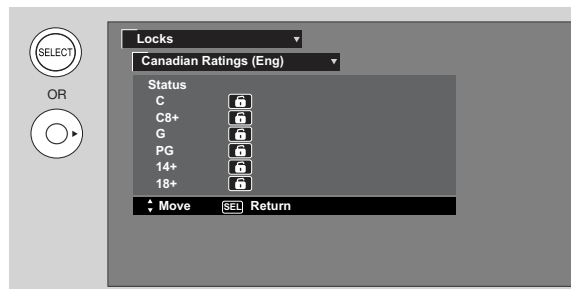 SELECT
OR
Locks
Canadian Ratings (Eng)
Status
C
C8+
G
PG
14+
18+
Move SEL Return